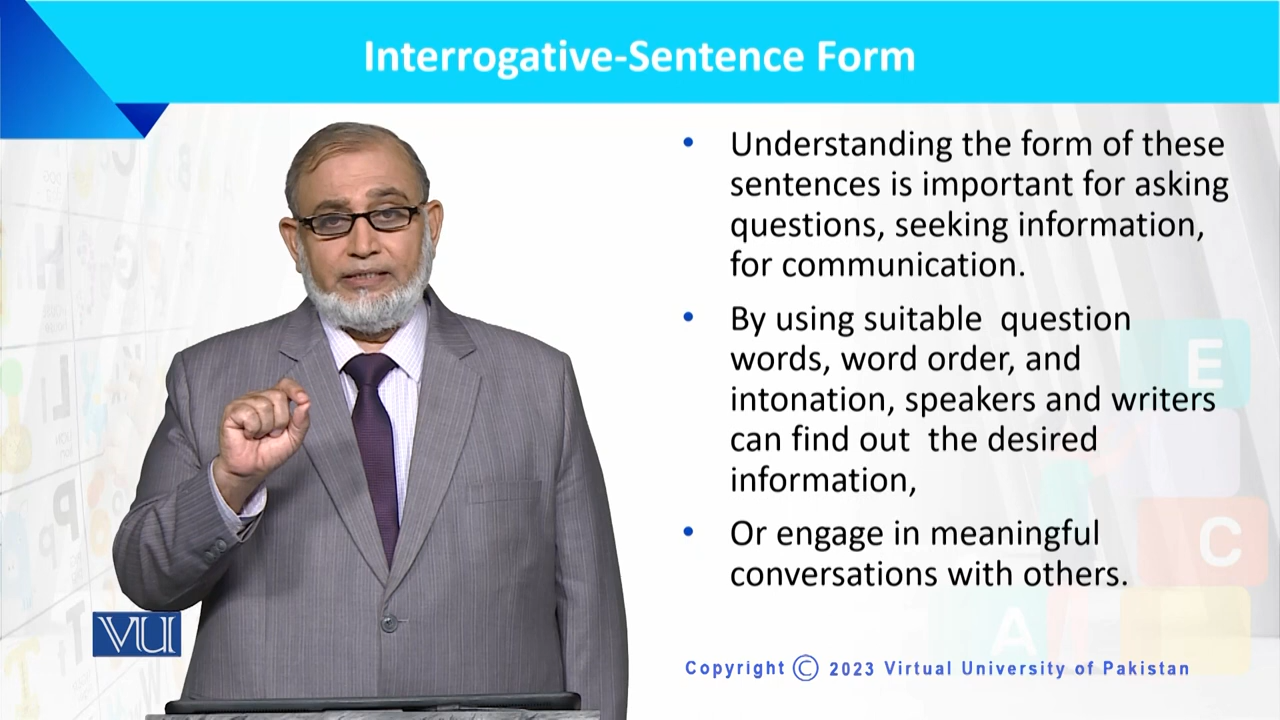 Interrogative-Sentence Form
• Understanding the form of these
sentences is important for asking
questions, seeking information,
for communication.
• By using suitable  question
words, word order, and
intonation, speakers and writers
can find out  the desired
information,
• Or engage in meaningful
conversations with others.
E
C
A
VU
Copyright © 2023 Virtual University of Pakistan